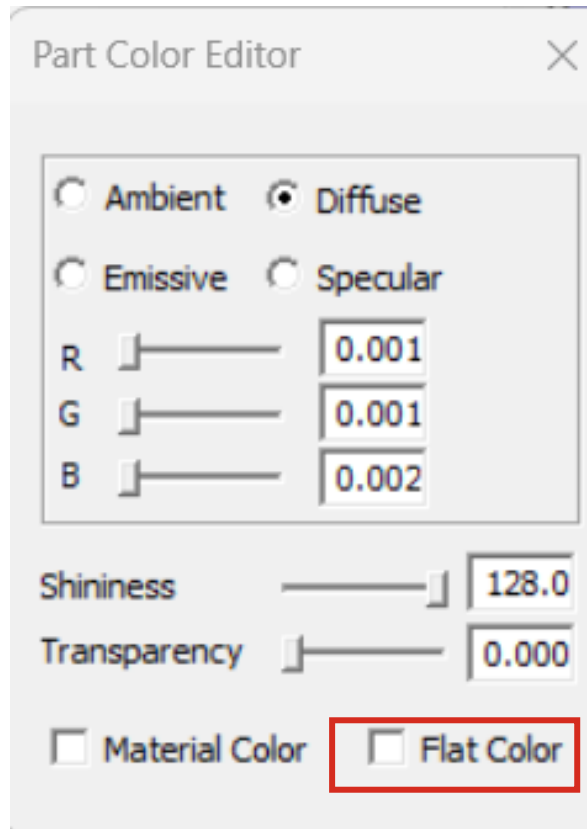 Part Color Editor
Ambient Diffuse
Emissive Specular
R 0.001
G 0.001
B 0.002
Shininess 128.0
Transparency 0.000
Material Color Flat Color